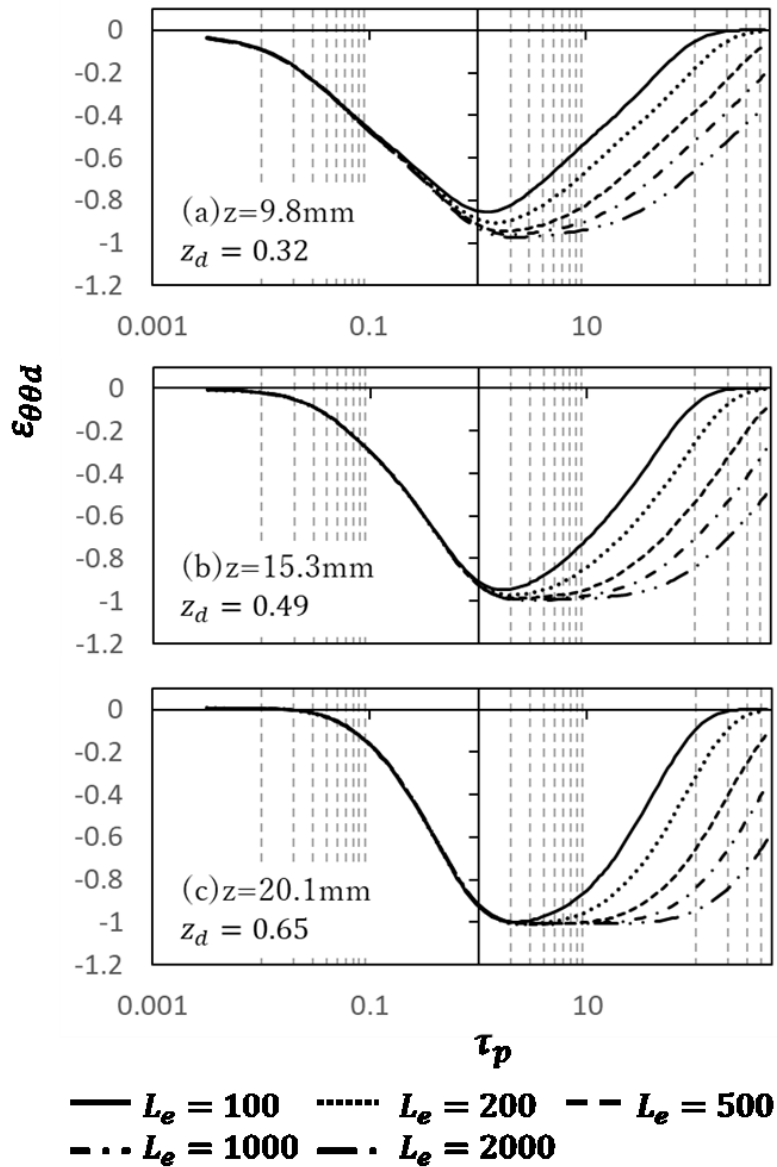 0
-0.2
-0.4
-0.6
-0.8
-1
-1.2
(a)z=9.8mm
z_d = 0.32
0.001 0.1 10
ε_θθd
0
-0.2
-0.4
-0.6
-0.8
-1
-1.2
(b)z=15.3mm
z_d = 0.49
0
-0.2
-0.4
-0.6
-0.8
-1
-1.2
(c)z=20.1mm
z_d = 0.65
0.001 0.1 10
τ_p
L_e = 100 L_e = 200 L_e = 500
L_e = 1000 L_e = 2000